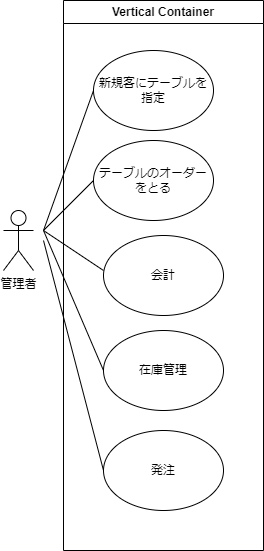 Vertical Container
新規客にテーブルを
指定
テーブルのオーダー
をとる
管理者
会計
在庫管理
発注